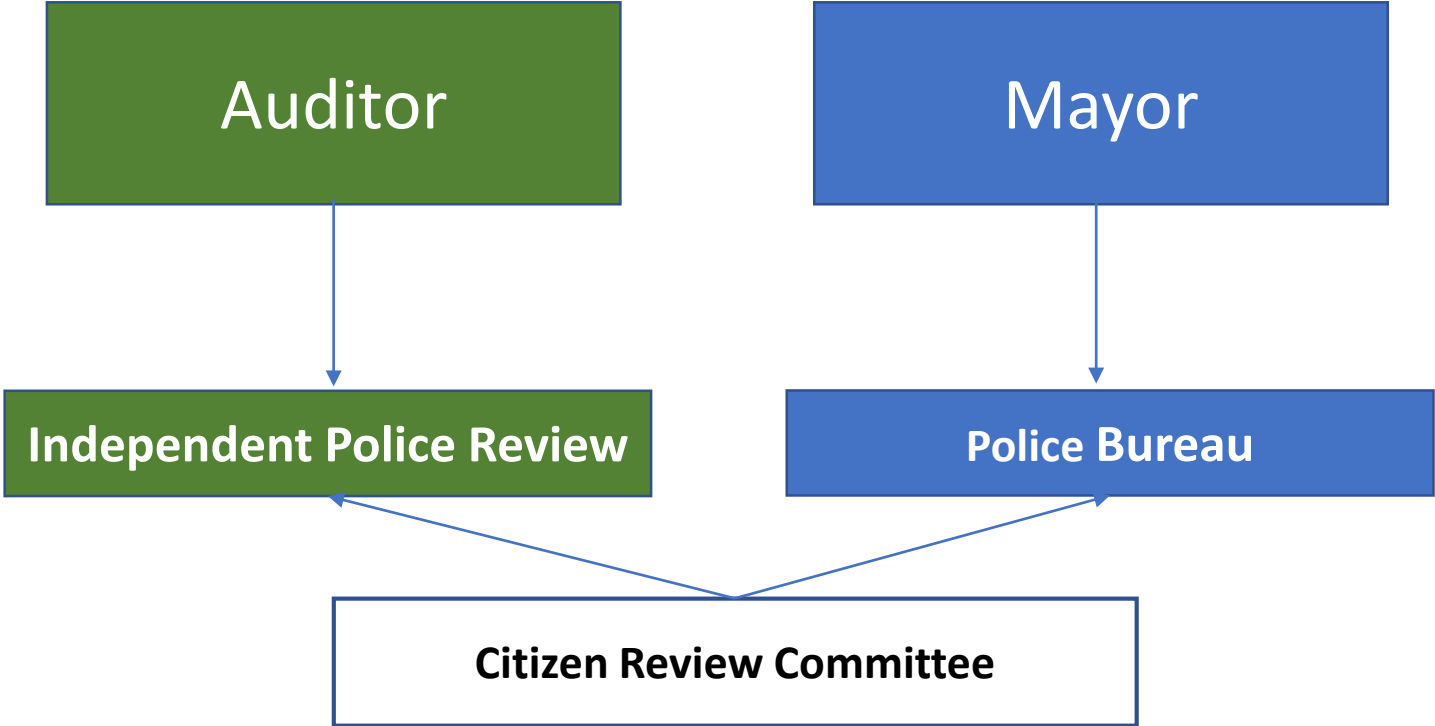 Auditor
Mayor
Independent Police Review
Police Bureau
Citizen Review Committee